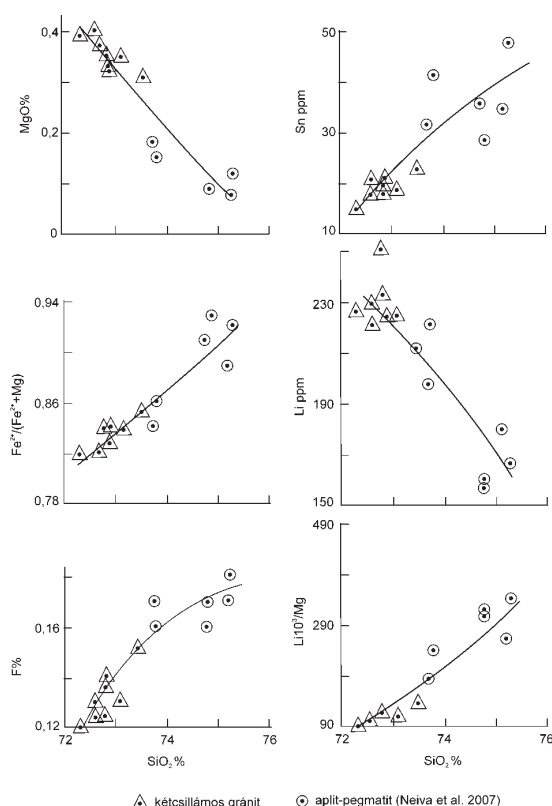 0,4
0,2
0
MgO%
50
30
10
Sn ppm
0,94
0,86
0,78
Fe²⁺/(Fe²⁺+Mg)
230
190
150
Li ppm
0,16
0,12
F%
72 74 76
SiO₂%
490
290
90
Li10³/Mg
72 74 76
SiO₂%
kétcsillámos gránit
aplit-pegmatit (Neiva et al. 2007)